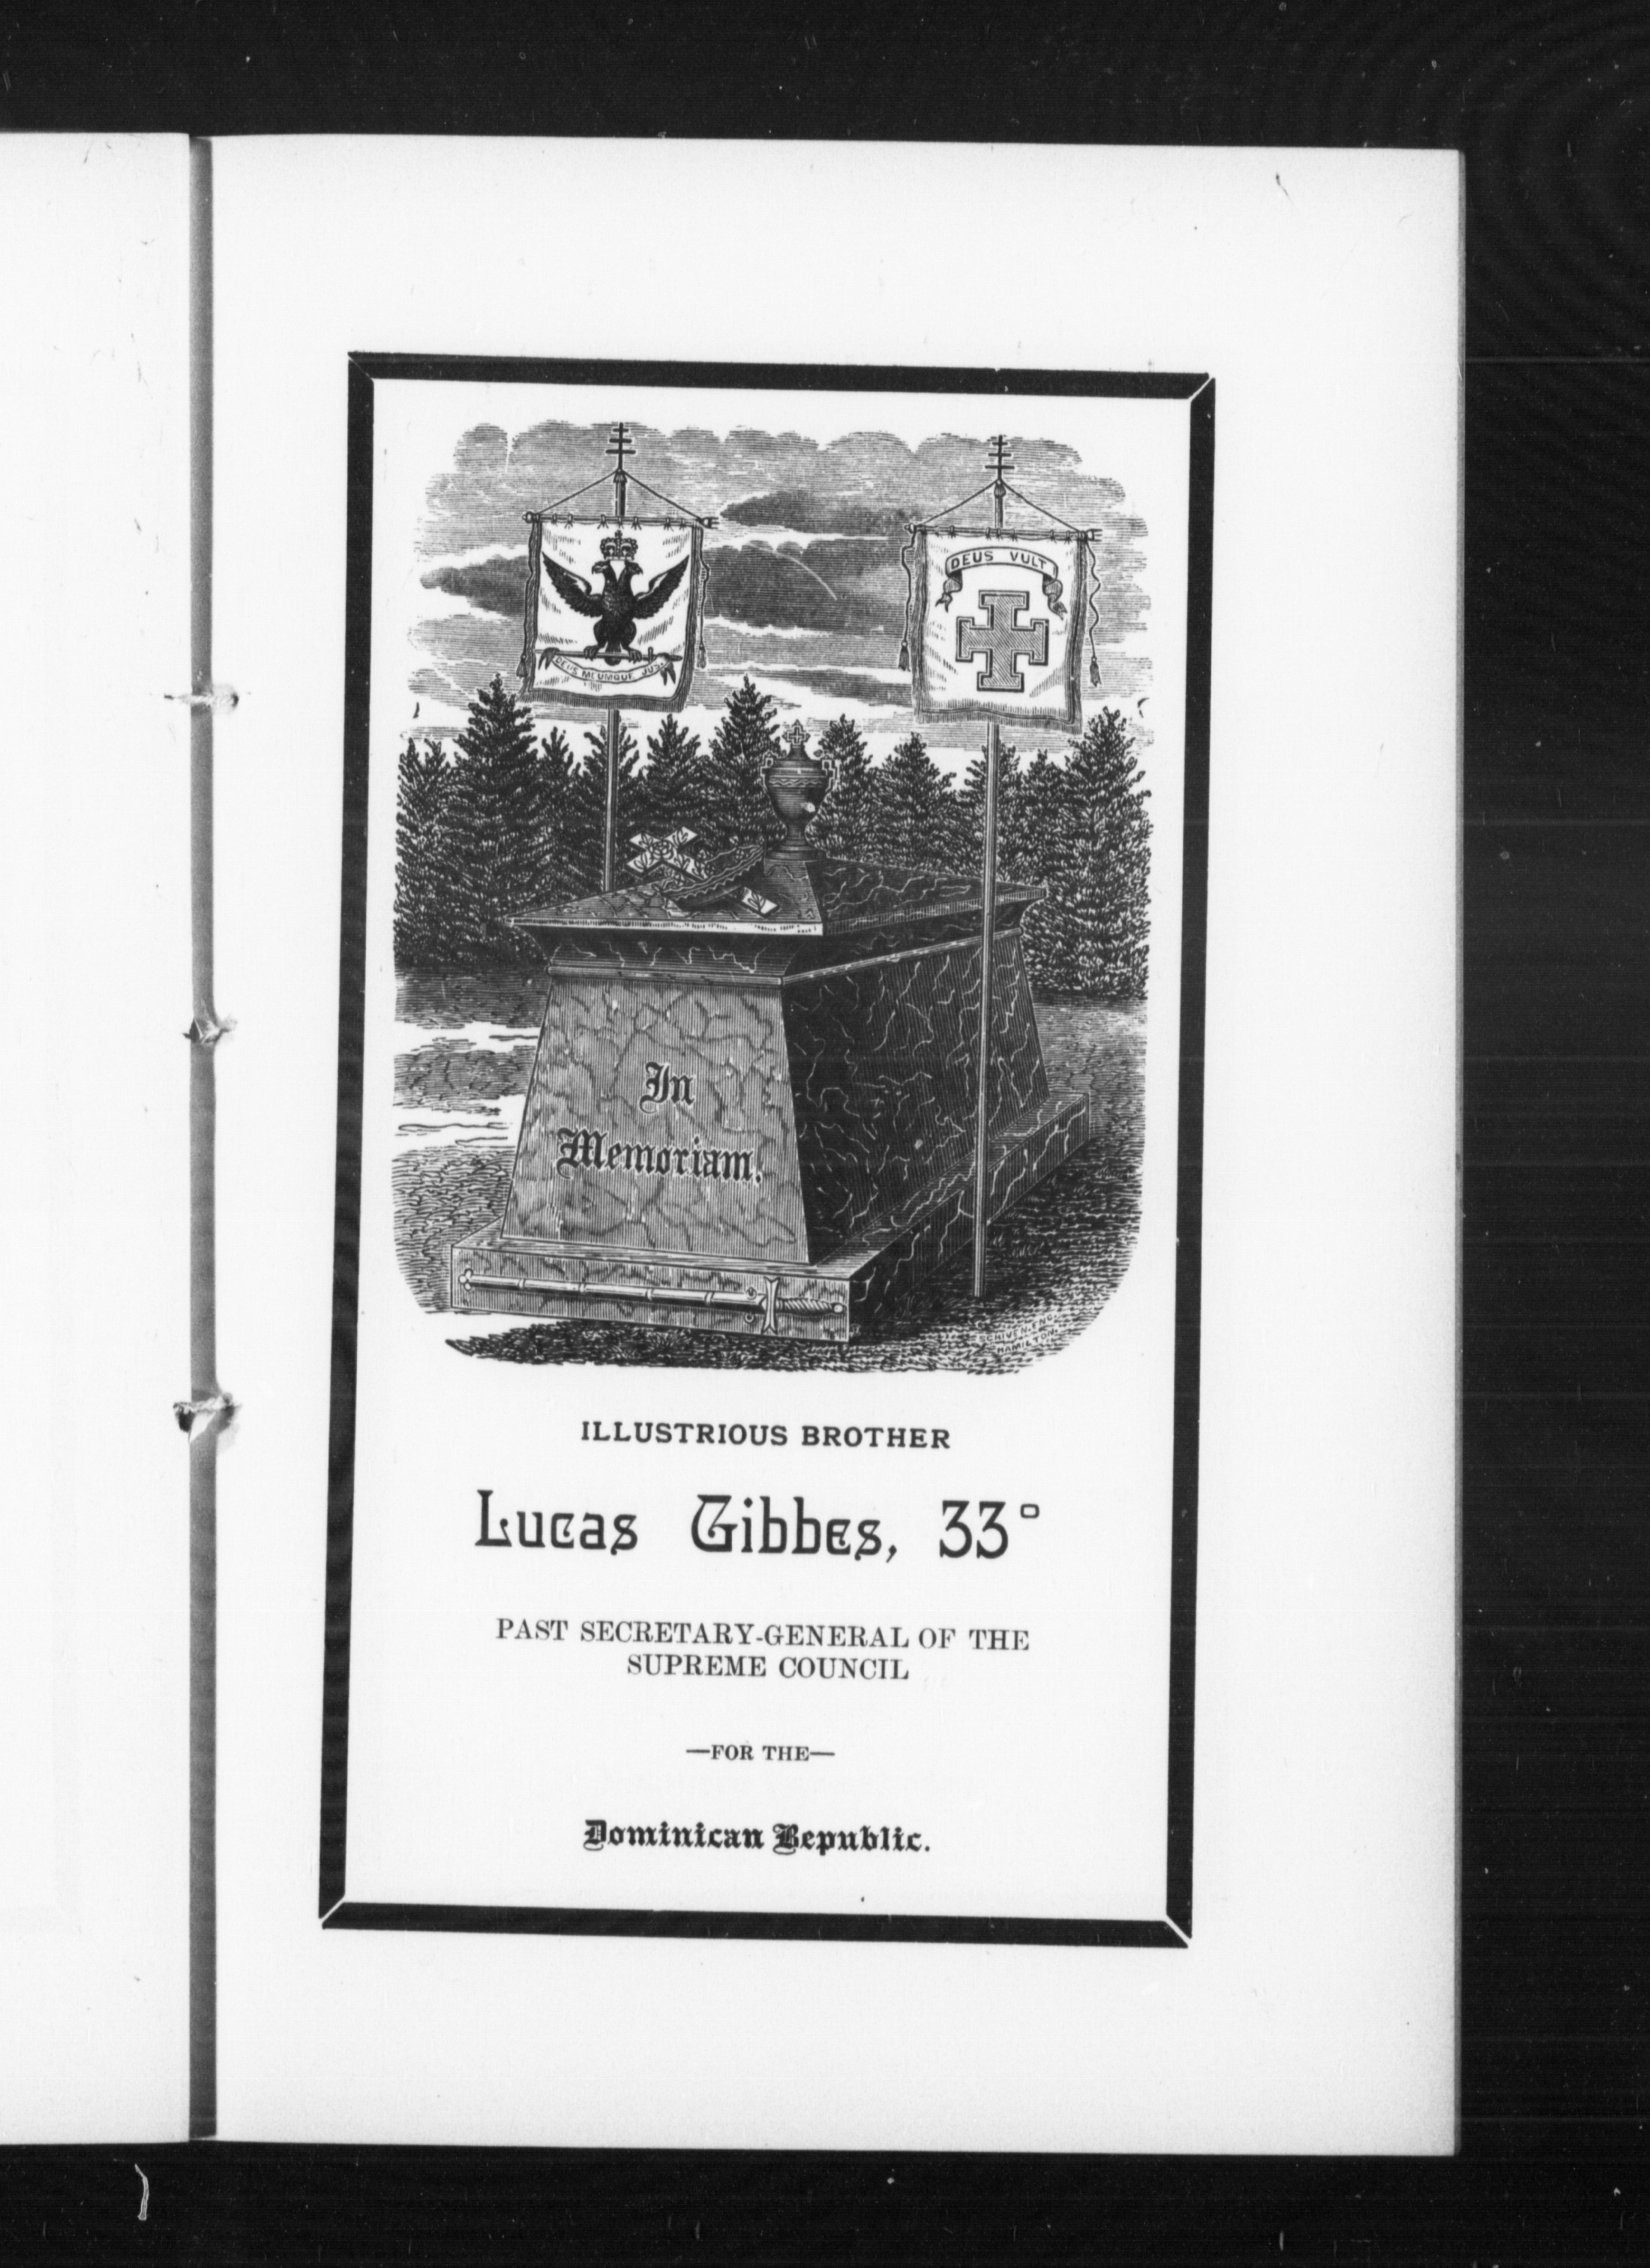 DEUS VULT
DEUS MEUMQUE JUS
In
Memoriam.
HAMILTON
ILLUSTRIOUS BROTHER
Lucas Gibbes, 33°
PAST SECRETARY-GENERAL OF THE
SUPREME COUNCIL
—FOR THE—
Dominican Republic.